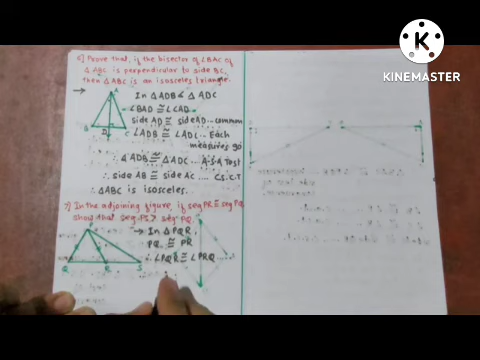 6) Prove that, if the bisector of ∠BAC of
△ABC is perpendicular to side BC,
then △ABC is an isosceles triangle.
→ In △ADB & △ADC
∠BAD ≅ ∠CAD
side AD ≅ side AD... common
∠ADB ≅ ∠ADC ... Each
measures 90
∴ △ADB ≅ △ADC ... A.S.A Test
∴ side AB ≅ side AC .... C.S.C.T
∴ △ABC is isosceles.
A
B
D
C
7) In the adjoining figure, if seg PR ≅ seg PQ
show that seg PS > seg PQ.
→ In △PQR,
PQ ≅ PR
∴ ∠PQR ≅ ∠PRQ ...
P
Q
R
S
K
KINEMASTER